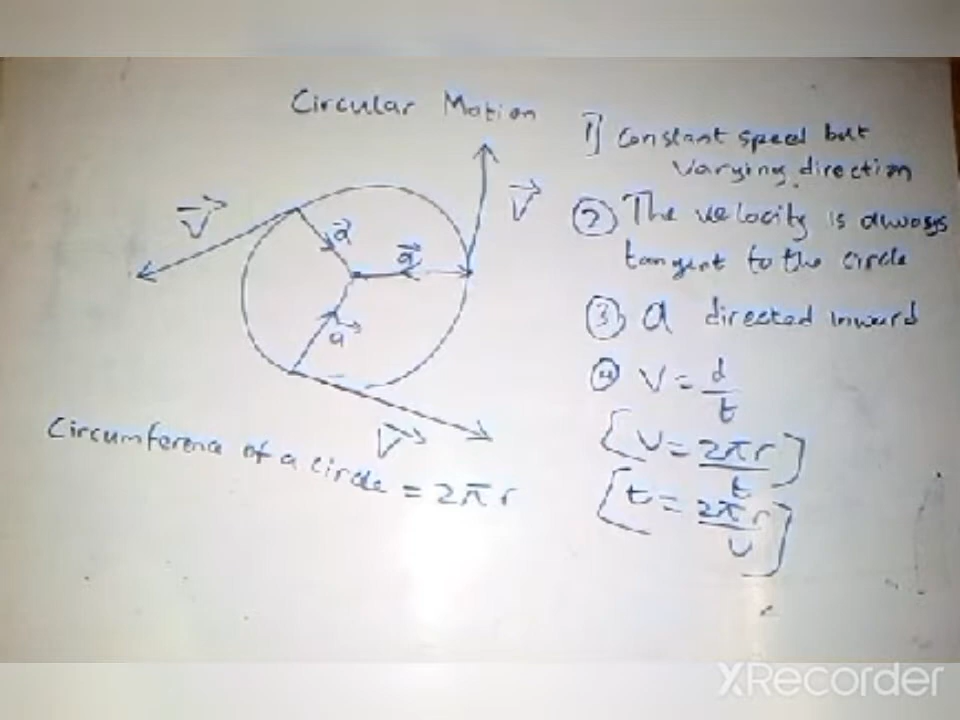 Circular Motion
V⃗
V⃗
a⃗
a⃗
a⃗
V⃗
Circumference of a circle = 2πr
1] Constant speed but
varying direction
② The velocity is always
tangent to the circle
③ a directed inward
④ V = d/t
[V = 2πr/t]
[t = 2πr/v]
XRecorder